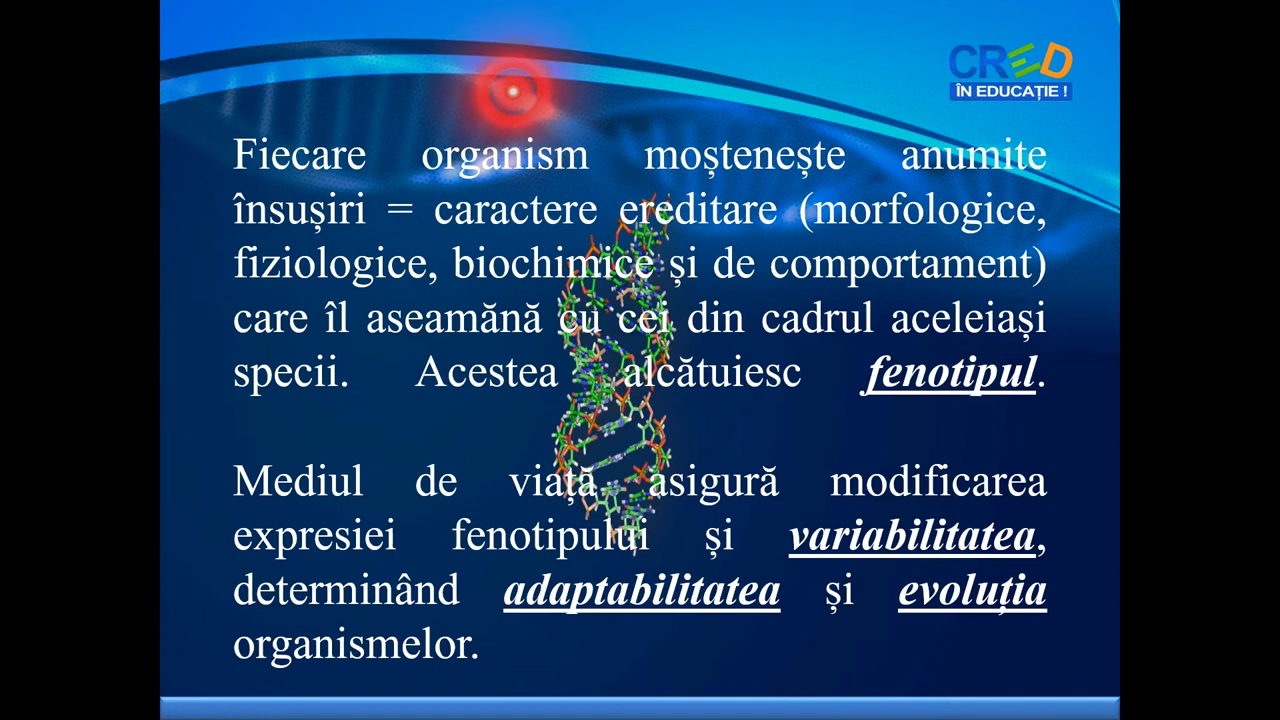 CRED
ÎN EDUCAȚIE !
Fiecare organism moștenește anumite
însușiri = caractere ereditare (morfologice,
fiziologice, biochimice și de comportament)
care îl aseamănă cu cei din cadrul aceleiași
specii. Acestea alcătuiesc fenotipul.
Mediul de viață asigură modificarea
expresiei fenotipului și variabilitatea,
determinând adaptabilitatea și evoluția
organismelor.